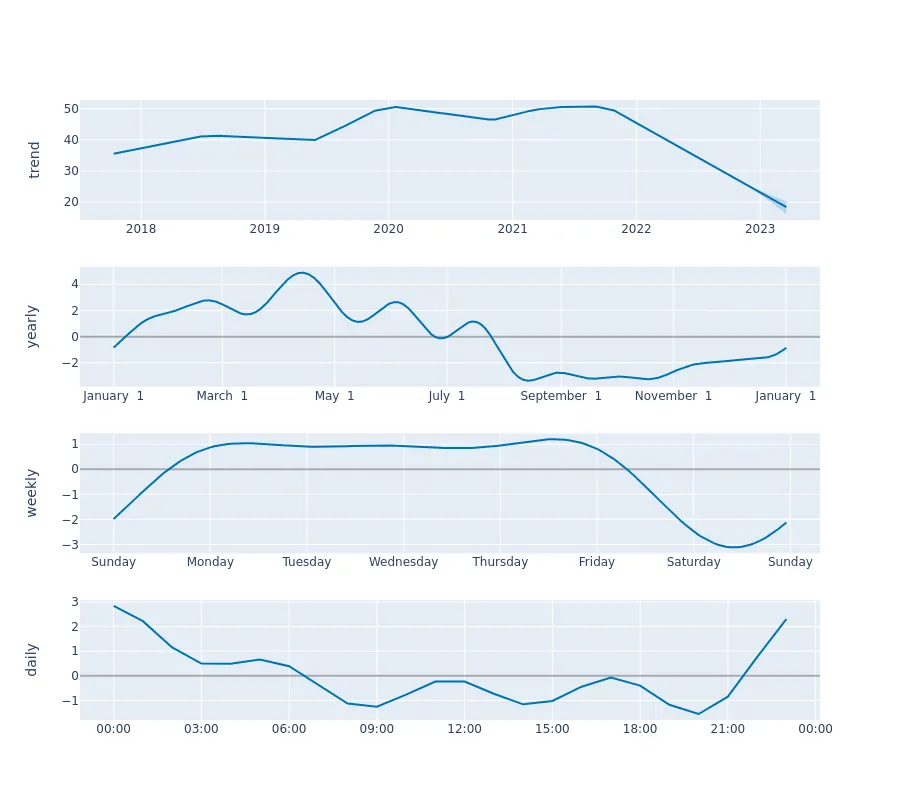 trend
50
40
30
20
2018 2019 2020 2021 2022 2023
yearly
4
2
0
−2
January 1 March 1 May 1 July 1 September 1 November 1 January 1
weekly
1
0
−1
−2
−3
Sunday Monday Tuesday Wednesday Thursday Friday Saturday Sunday
daily
3
2
1
0
−1
00:00 03:00 06:00 09:00 12:00 15:00 18:00 21:00 00:00